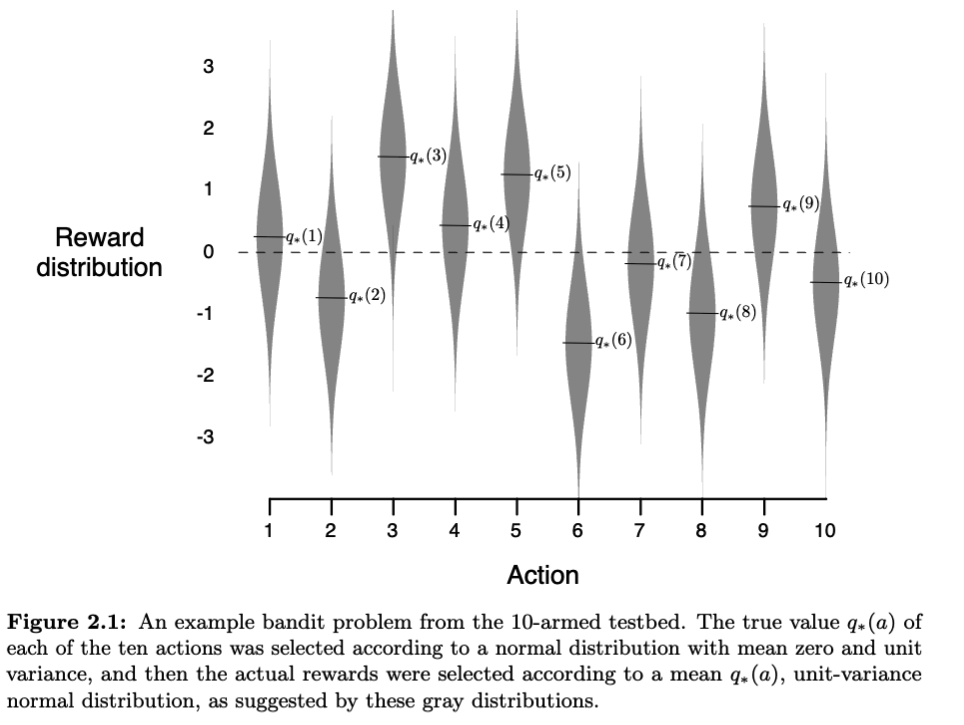 3
2
1
0
-1
-2
-3
Reward
distribution
q*(1)
q*(2)
q*(3)
q*(4)
q*(5)
q*(6)
q*(7)
q*(8)
q*(9)
q*(10)
1 2 3 4 5 6 7 8 9 10
Action
Figure 2.1: An example bandit problem from the 10-armed testbed. The true value q*(a) of
each of the ten actions was selected according to a normal distribution with mean zero and unit
variance, and then the actual rewards were selected according to a mean q*(a), unit-variance
normal distribution, as suggested by these gray distributions.